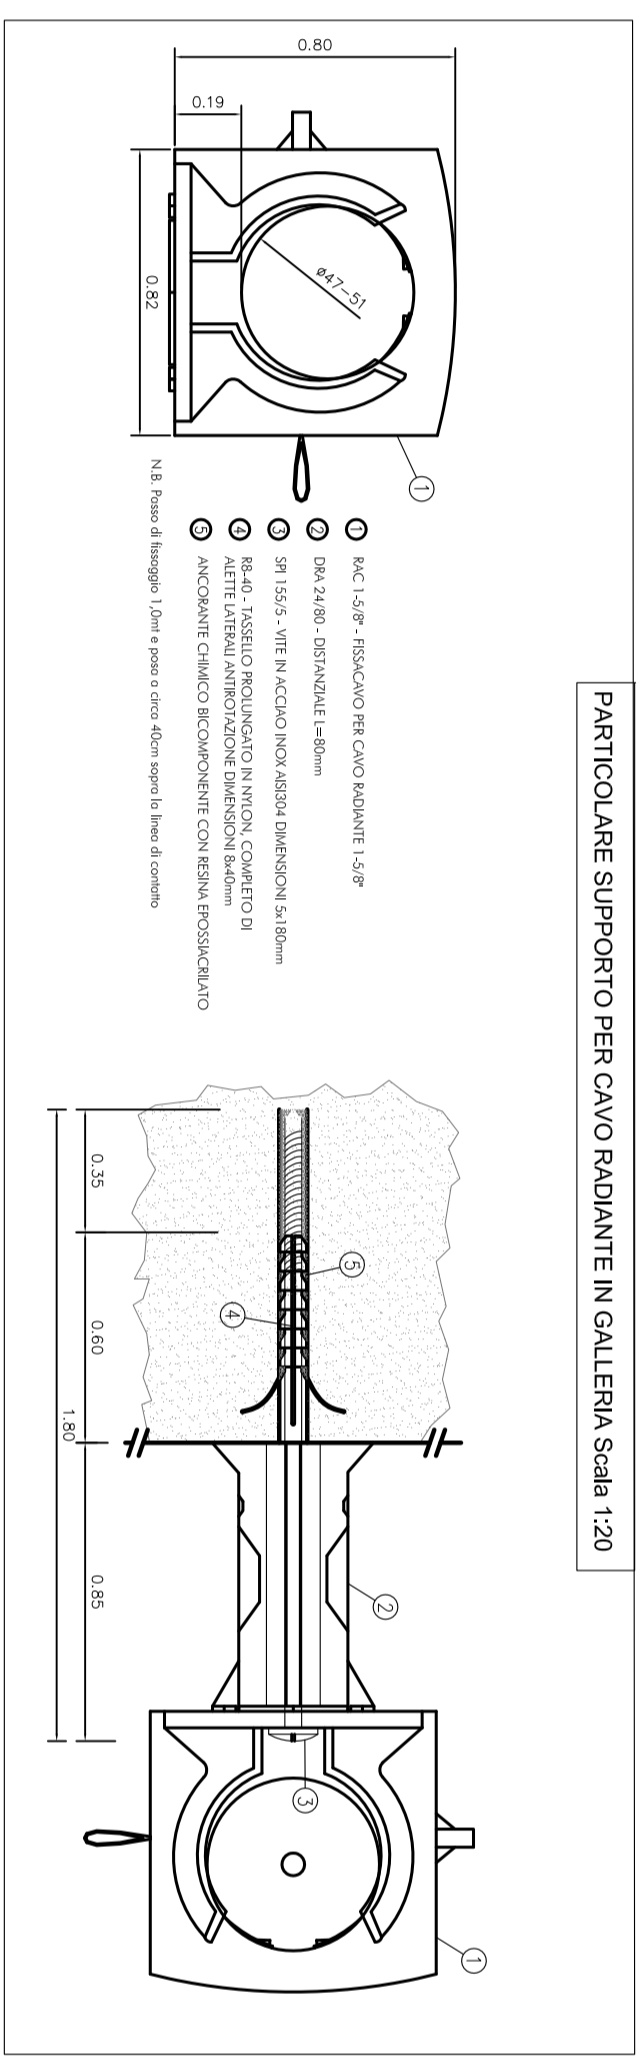 PARTICOLARE SUPPORTO PER CAVO RADIANTE IN GALLERIA Scala 1:20
0.80
0.19
0.82
ø47-51
1
1 RAC 1-5/8" - FISSACAVO PER CAVO RADIANTE 1-5/8"
2 DRA 24/80 - DISTANZIALE L=80mm
3 SPI 155/5 - VITE IN ACCIAO INOX AISI304 DIMENSIONI 5x180mm
4 R8-40 - TASSELLO PROLUNGATO IN NYLON, COMPLETO DI
ALETTE LATERALI ANTIROTAZIONE DIMENSIONI 8x40mm
5 ANCORANTE CHIMICO BICOMPONENTE CON RESINA EPOSSIACRILATO
N.B. Passo di fissaggio 1,0mt e posa a circa 40cm sopra la linea di contatto
5
4
2
3
1
0.35
0.60
0.85
1.80